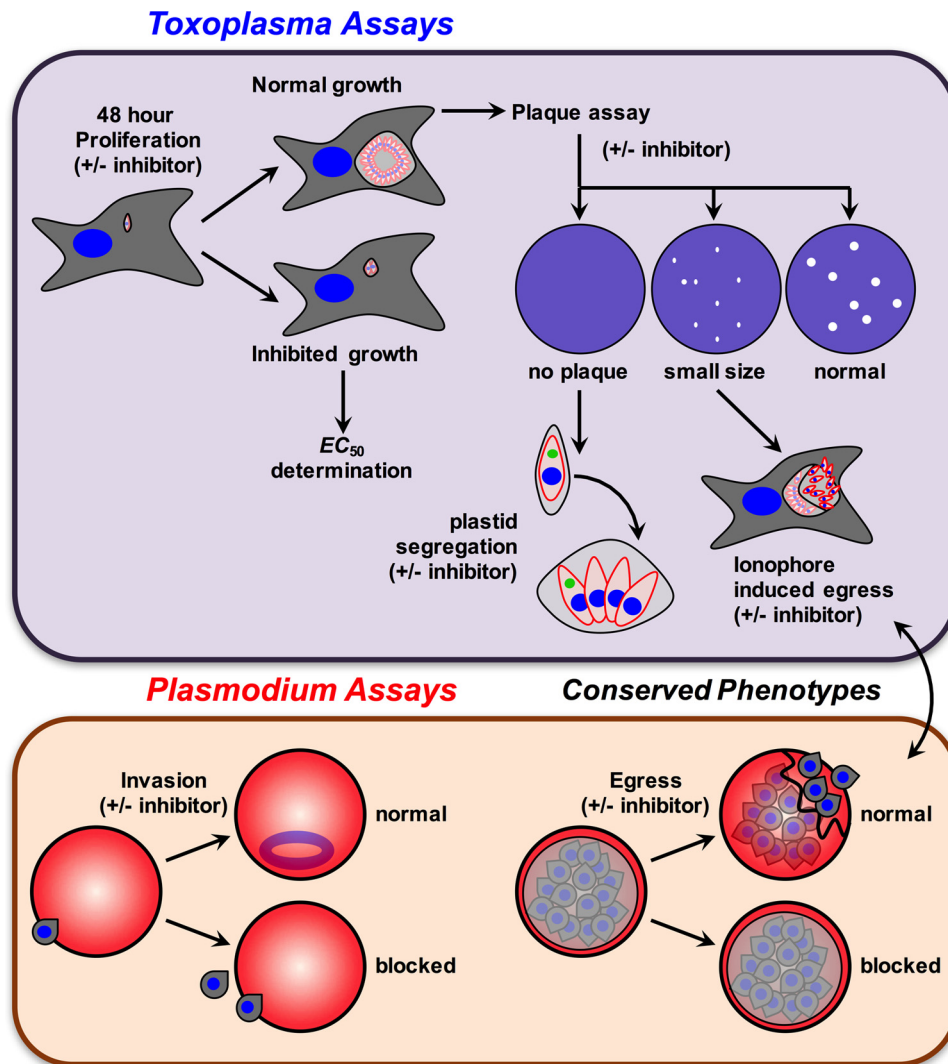 Toxoplasma Assays
48 hour
Proliferation
(+/- inhibitor)
Normal growth
Inhibited growth
EC50
determination
Plaque assay
(+/- inhibitor)
no plaque
small size
normal
plastid
segregation
(+/- inhibitor)
Ionophore
induced egress
(+/- inhibitor)
Plasmodium Assays
Conserved Phenotypes
Invasion
(+/- inhibitor)
normal
blocked
Egress
(+/- inhibitor)
normal
blocked